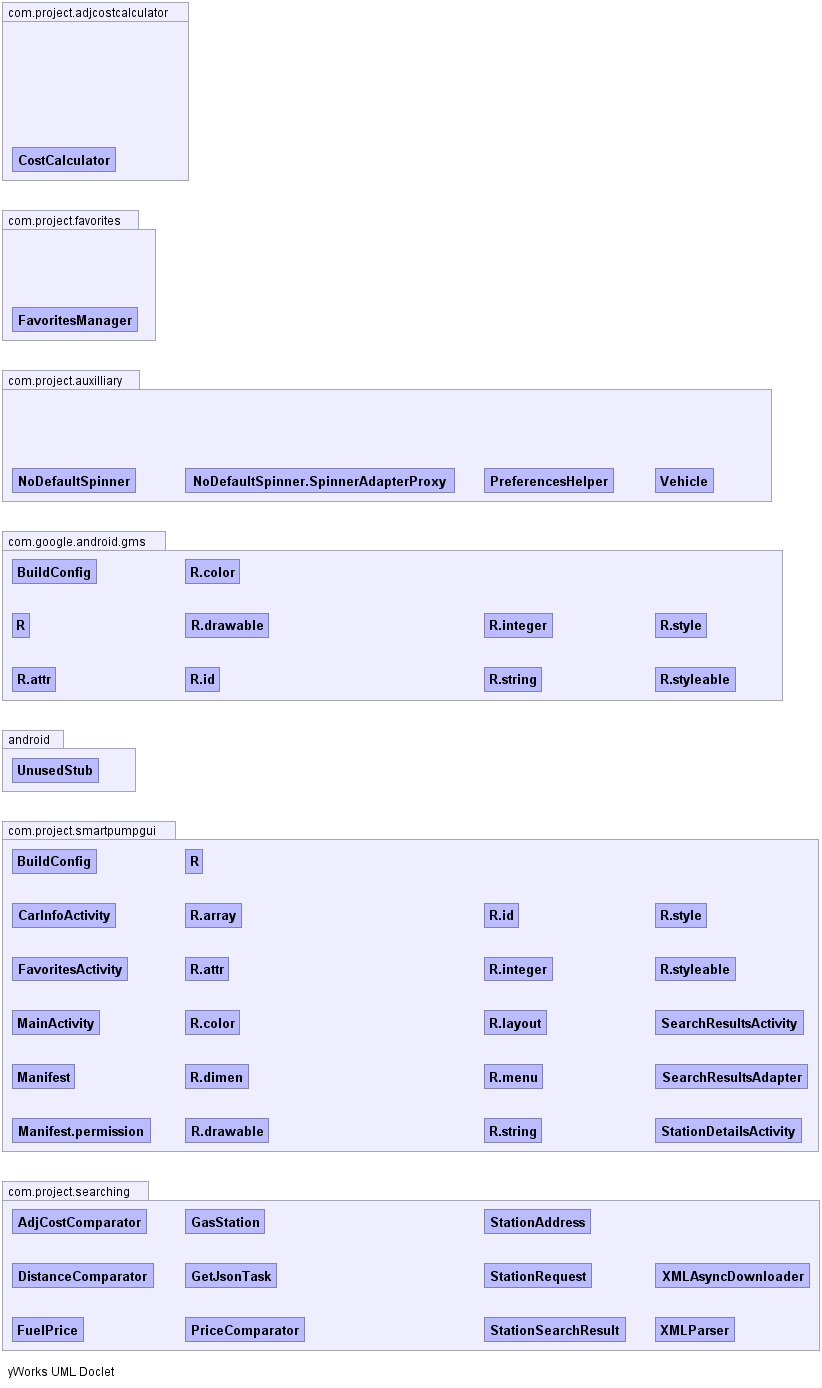 com.project.adjcostcalculator
CostCalculator
com.project.favorites
FavoritesManager
com.project.auxilliary
NoDefaultSpinner NoDefaultSpinner.SpinnerAdapterProxy PreferencesHelper Vehicle
com.google.android.gms
BuildConfig R.color
R R.drawable R.integer R.style
R.attr R.id R.string R.styleable
android
UnusedStub
com.project.smartpumpgui
BuildConfig R
CarInfoActivity R.array R.id R.style
FavoritesActivity R.attr R.integer R.styleable
MainActivity R.color R.layout SearchResultsActivity
Manifest R.dimen R.menu SearchResultsAdapter
Manifest.permission R.drawable R.string StationDetailsActivity
com.project.searching
AdjCostComparator GasStation StationAddress
DistanceComparator GetJsonTask StationRequest XMLAsyncDownloader
FuelPrice PriceComparator StationSearchResult XMLParser
yWorks UML Doclet